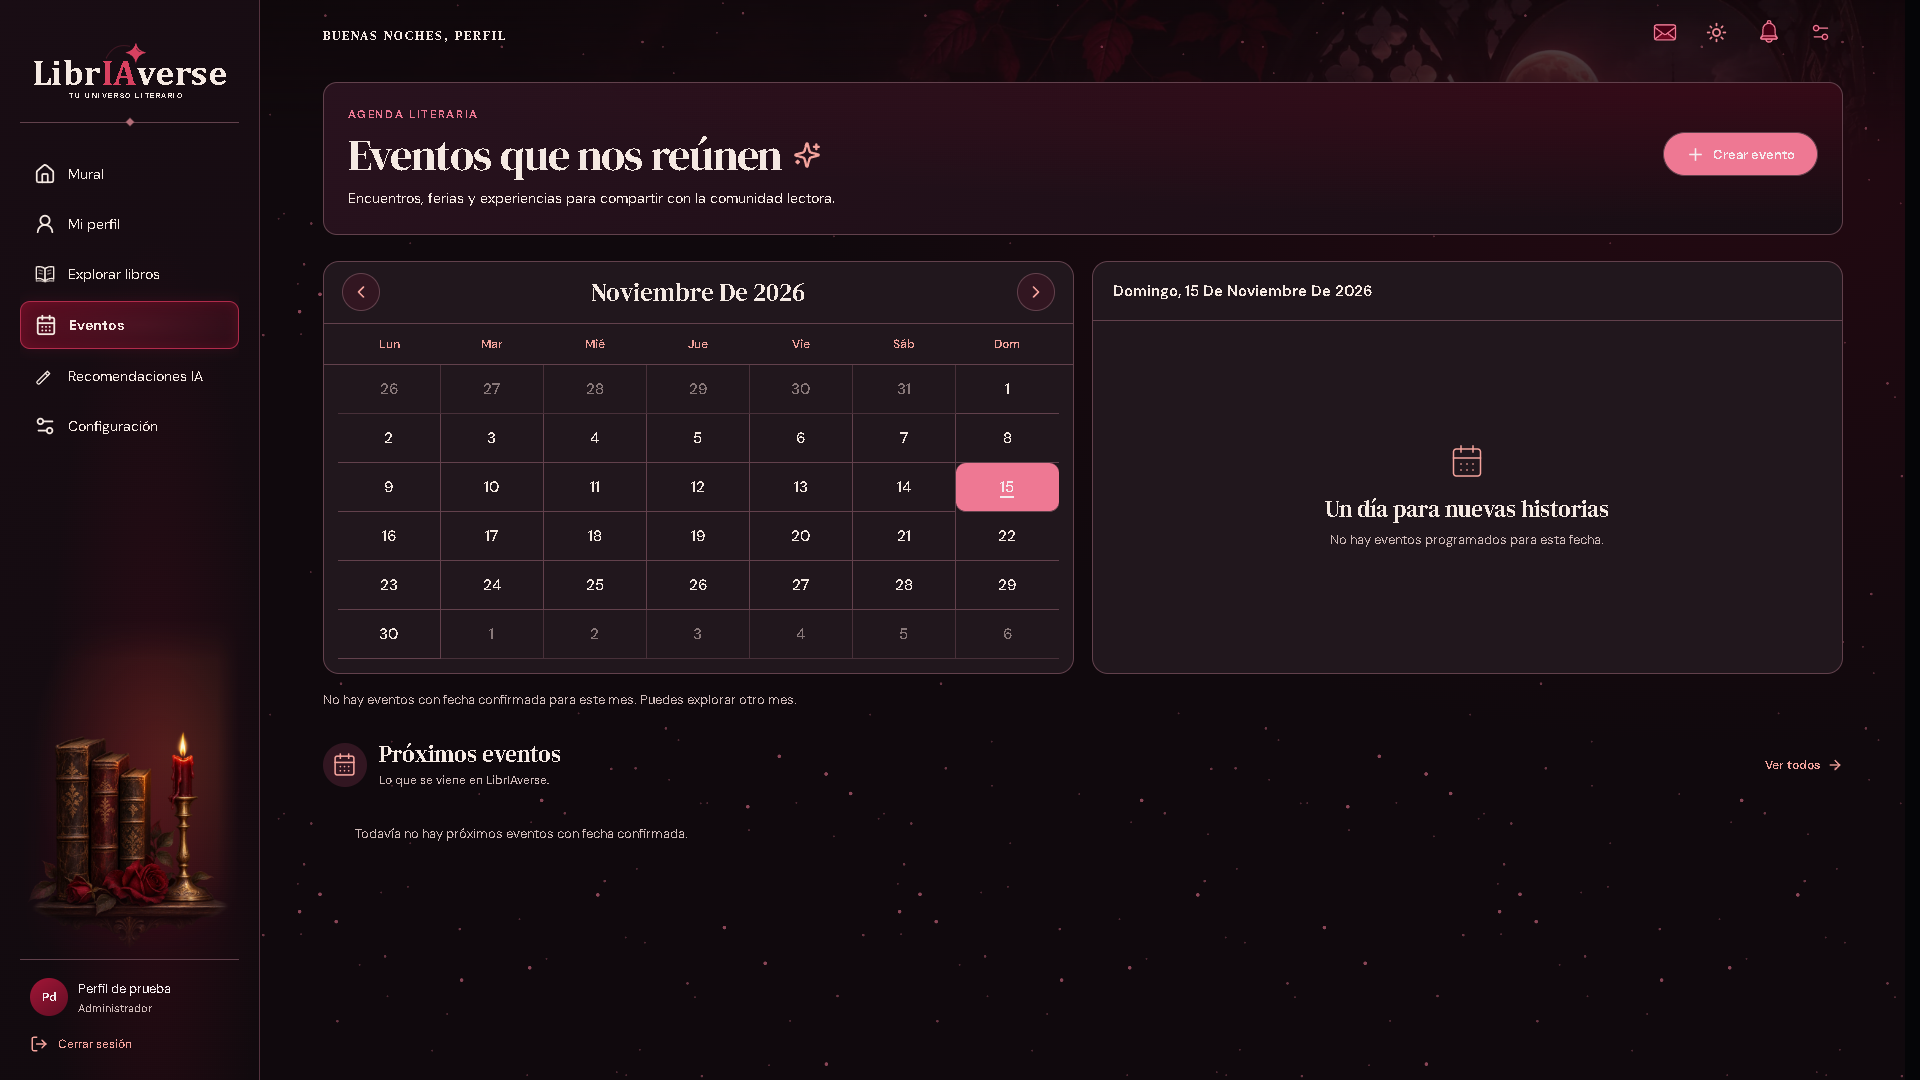 LibrIAverse
TU UNIVERSO LITERARIO
Mural
Mi perfil
Explorar libros
Eventos
Recomendaciones IA
Configuración
Pd
Perfil de prueba
Administrador
Cerrar sesión
BUENAS NOCHES, PERFIL
AGENDA LITERARIA
Eventos que nos reúnen
Encuentros, ferias y experiencias para compartir con la comunidad lectora.
Crear evento
Noviembre De 2026
Lun Mar Mié Jue Vie Sáb Dom
26 27 28 29 30 31 1
2 3 4 5 6 7 8
9 10 11 12 13 14 15
16 17 18 19 20 21 22
23 24 25 26 27 28 29
30 1 2 3 4 5 6
Domingo, 15 De Noviembre De 2026
Un día para nuevas historias
No hay eventos programados para esta fecha.
No hay eventos con fecha confirmada para este mes. Puedes explorar otro mes.
Próximos eventos
Lo que se viene en LibrIAverse.
Ver todos
Todavía no hay próximos eventos con fecha confirmada.